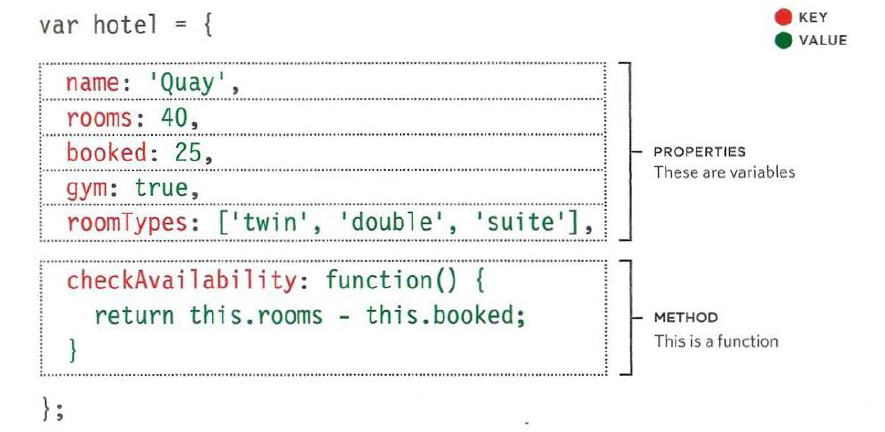 var hotel = {
KEY
VALUE
name: 'Quay',
rooms: 40,
booked: 25,
gym: true,
roomTypes: ['twin', 'double', 'suite'],
PROPERTIES
These are variables
checkAvailability: function() {
return this.rooms - this.booked;
}
METHOD
This is a function
};